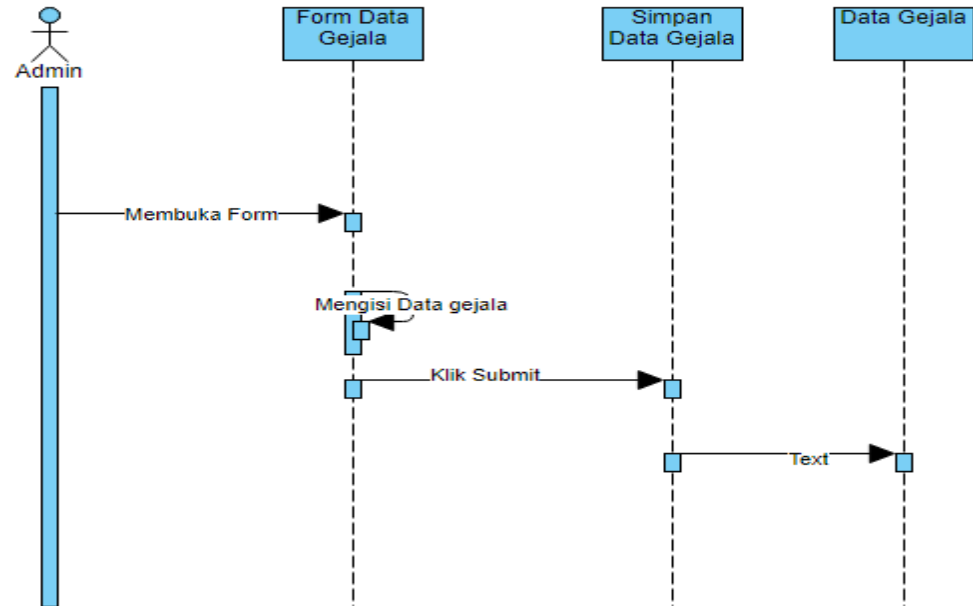 Form Data
Gejala
Simpan
Data Gejala
Data Gejala
Admin
Membuka Form
Mengisi Data gejala
Klik Submit
Text